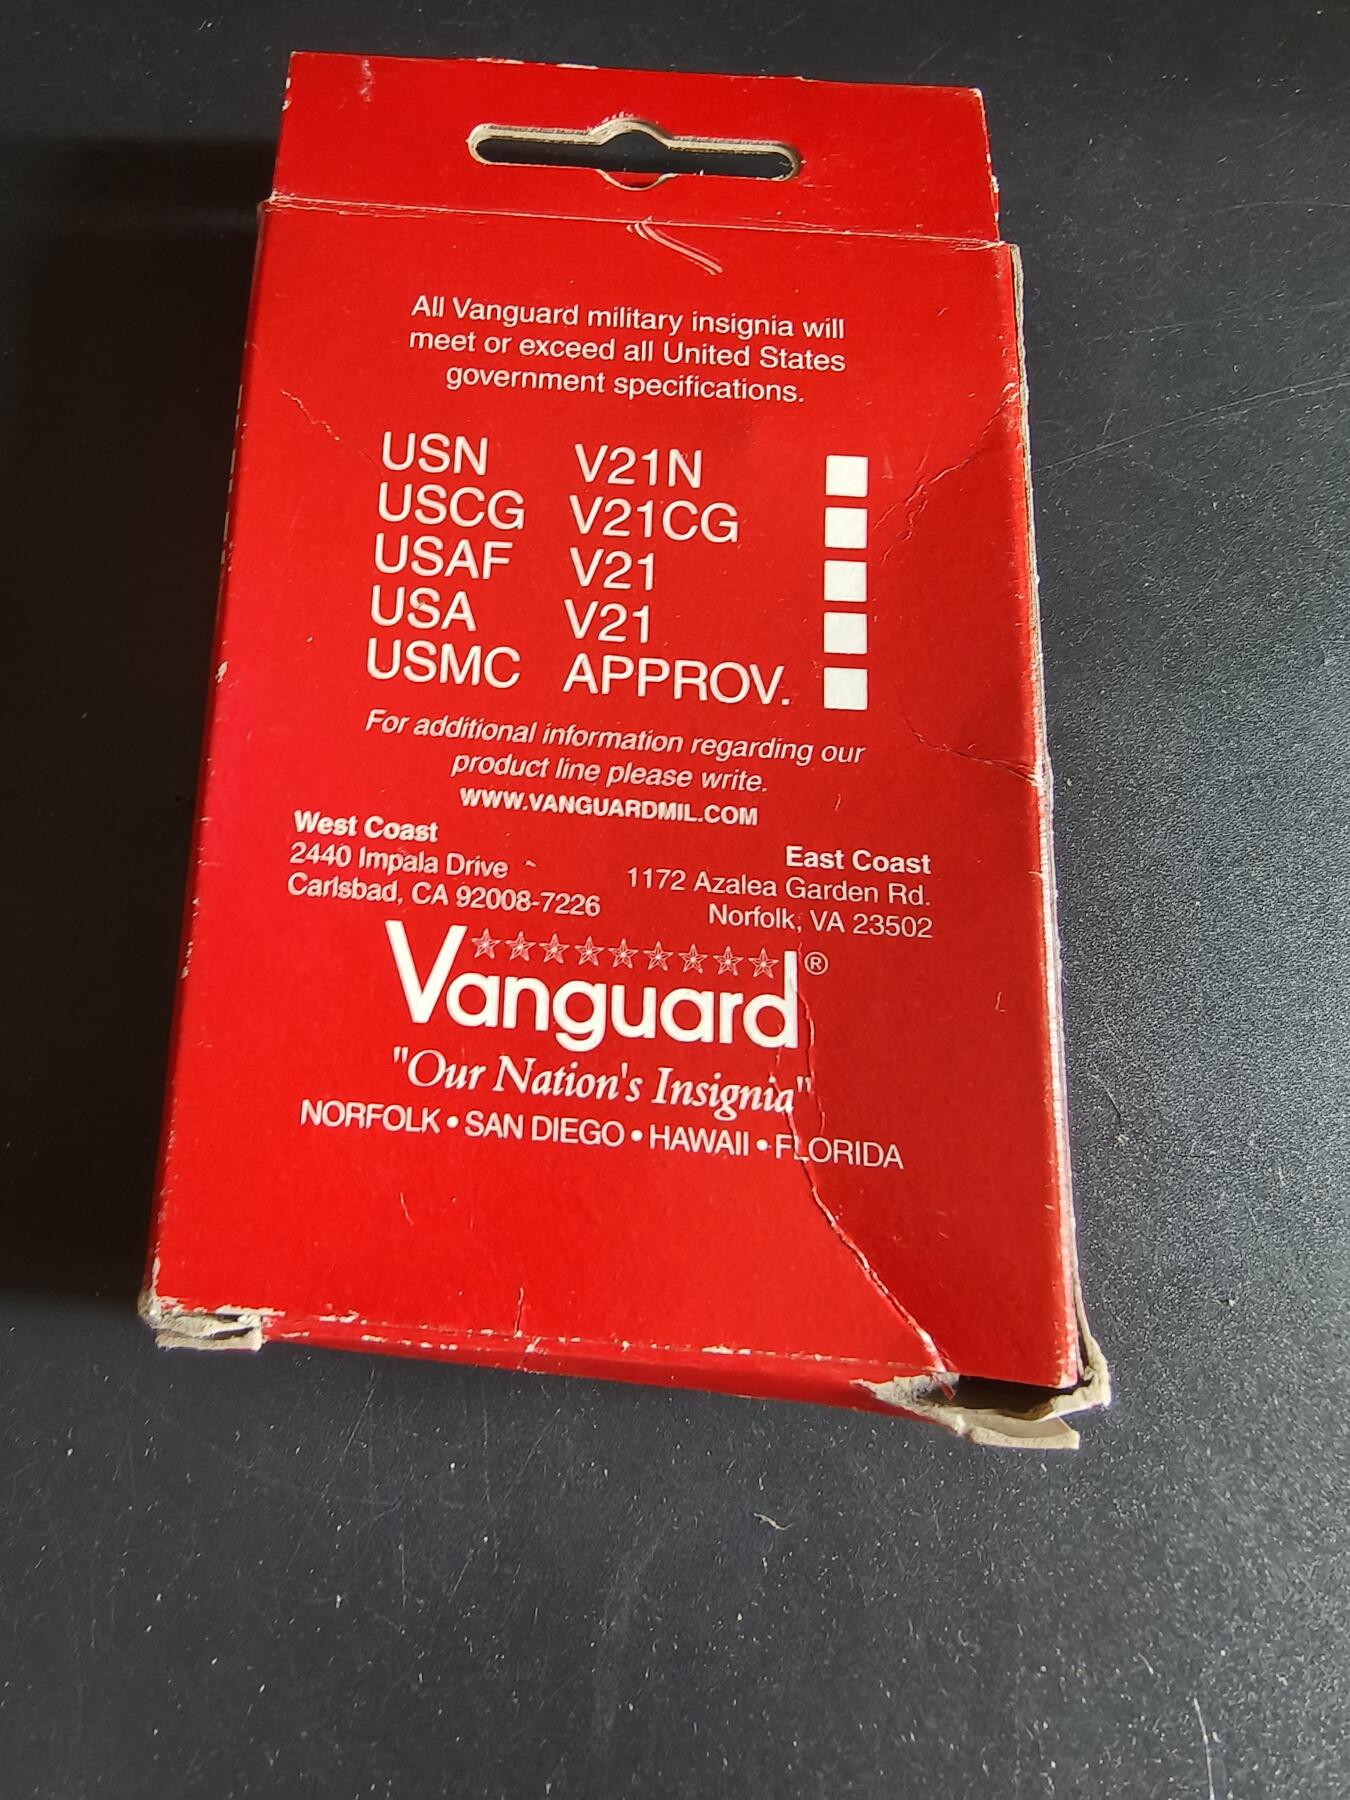 All Vanguard military insignia will
meet or exceed all United States
government specifications.
USN V21N
USCG V21CG
USAF V21
USA V21
USMC APPROV.
For additional information regarding our
product line please write.
WWW.VANGUARDMIL.COM
West Coast
2440 Impala Drive
Carlsbad, CA 92008-7226
East Coast
1172 Azalea Garden Rd.
Norfolk, VA 23502
Vanguard®
"Our Nation's Insignia"
NORFOLK • SAN DIEGO • HAWAII • FLORIDA